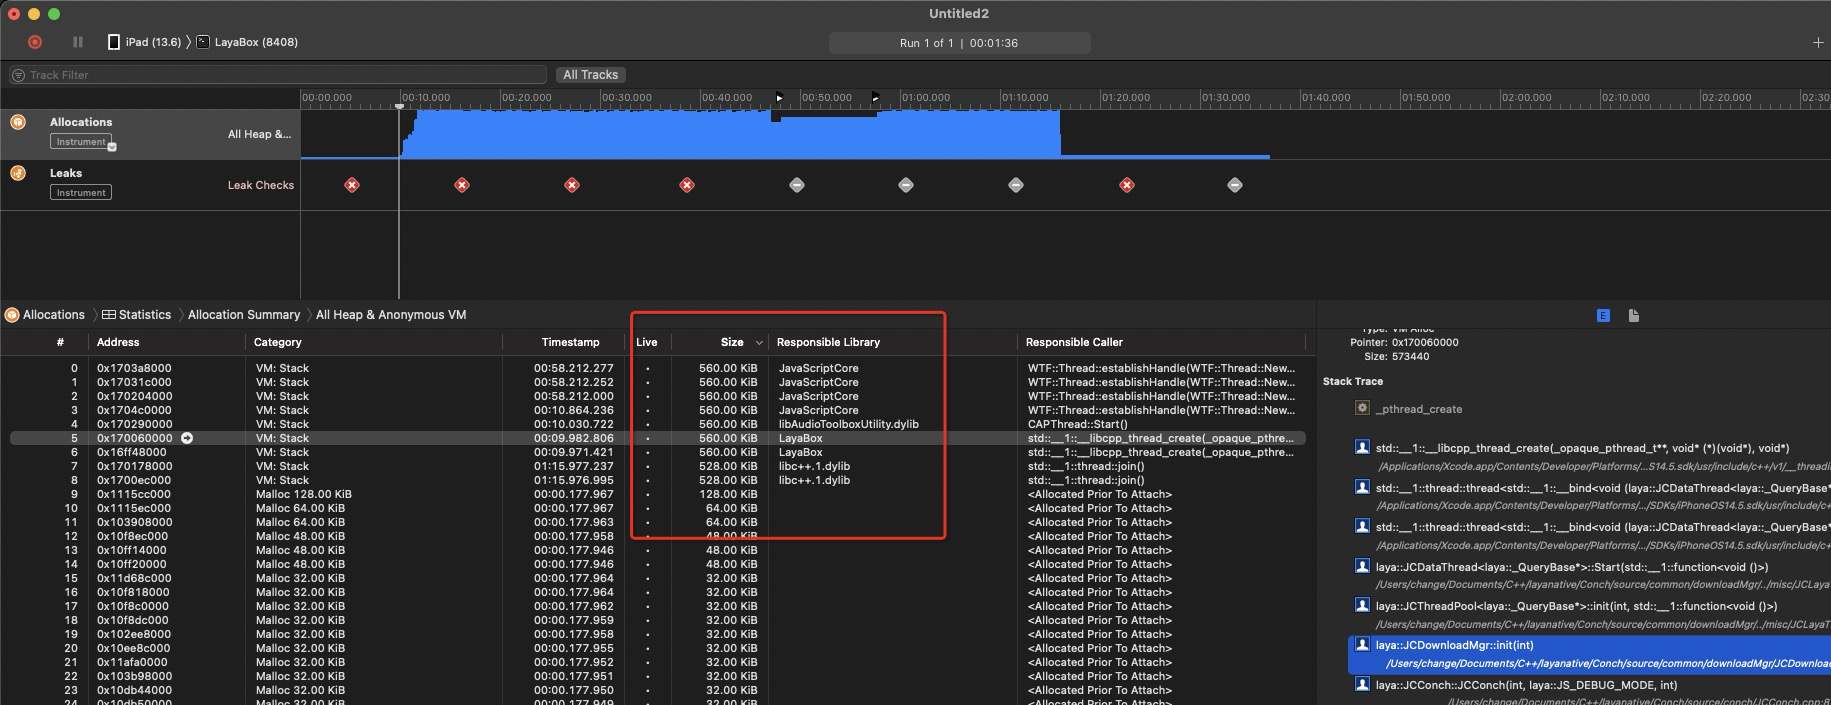 Untitled2
iPad (13.6) LayaBox (8408)
Run 1 of 1 | 00:01:36
Track Filter All Tracks
00:00.000 00:10.000 00:20.000 00:30.000 00:40.000 00:50.000 01:00.000 01:10.000 01:20.000 01:30.000 01:40.000 01:50.000 02:00.000 02:10.000 02:20.000 02:30
Allocations
Instrument
All Heap &...
Leaks
Instrument
Leak Checks
Allocations Statistics Allocation Summary All Heap & Anonymous VM
# Address Category Timestamp Live Size Responsible Library Responsible Caller
0 0x1703a8000 VM: Stack 00:58.212.277 • 560.00 KiB JavaScriptCore WTF::Thread::establishHandle(WTF::Thread::New...
1 0x17031c000 VM: Stack 00:58.212.252 • 560.00 KiB JavaScriptCore WTF::Thread::establishHandle(WTF::Thread::New...
2 0x170204000 VM: Stack 00:58.212.000 • 560.00 KiB JavaScriptCore WTF::Thread::establishHandle(WTF::Thread::New...
3 0x1704c0000 VM: Stack 00:10.864.236 • 560.00 KiB JavaScriptCore WTF::Thread::establishHandle(WTF::Thread::New...
4 0x170290000 VM: Stack 00:10.030.722 • 560.00 KiB libAudioToolboxUtility.dylib CAPThread::Start()
5 0x170060000 VM: Stack 00:09.982.806 • 560.00 KiB LayaBox std::__1::__libcpp_thread_create(_opaque_pthre...
6 0x16ff48000 VM: Stack 00:09.971.421 • 560.00 KiB LayaBox std::__1::__libcpp_thread_create(_opaque_pthre...
7 0x170178000 VM: Stack 01:15.977.237 • 528.00 KiB libc++.1.dylib std::__1::thread::join()
8 0x1700ec000 VM: Stack 01:15.976.995 • 528.00 KiB libc++.1.dylib std::__1::thread::join()
9 0x1115cc000 Malloc 128.00 KiB 00:00.177.967 • 128.00 KiB <Allocated Prior To Attach>
10 0x1115ec000 Malloc 64.00 KiB 00:00.177.967 • 64.00 KiB <Allocated Prior To Attach>
11 0x103908000 Malloc 64.00 KiB 00:00.177.963 • 64.00 KiB <Allocated Prior To Attach>
12 0x10f8ec000 Malloc 48.00 KiB 00:00.177.958 • 48.00 KiB <Allocated Prior To Attach>
13 0x10ff14000 Malloc 48.00 KiB 00:00.177.946 • 48.00 KiB <Allocated Prior To Attach>
14 0x10ff20000 Malloc 48.00 KiB 00:00.177.946 • 48.00 KiB <Allocated Prior To Attach>
15 0x11d68c000 Malloc 32.00 KiB 00:00.177.964 • 32.00 KiB <Allocated Prior To Attach>
16 0x10f818000 Malloc 32.00 KiB 00:00.177.964 • 32.00 KiB <Allocated Prior To Attach>
17 0x10f8c0000 Malloc 32.00 KiB 00:00.177.962 • 32.00 KiB <Allocated Prior To Attach>
18 0x10f8dc000 Malloc 32.00 KiB 00:00.177.959 • 32.00 KiB <Allocated Prior To Attach>
19 0x102ee8000 Malloc 32.00 KiB 00:00.177.958 • 32.00 KiB <Allocated Prior To Attach>
20 0x10ee8c000 Malloc 32.00 KiB 00:00.177.955 • 32.00 KiB <Allocated Prior To Attach>
21 0x11afa0000 Malloc 32.00 KiB 00:00.177.952 • 32.00 KiB <Allocated Prior To Attach>
22 0x103b98000 Malloc 32.00 KiB 00:00.177.951 • 32.00 KiB <Allocated Prior To Attach>
23 0x10db44000 Malloc 32.00 KiB 00:00.177.950 • 32.00 KiB <Allocated Prior To Attach>
24 0x10db50000 Malloc 32.00 KiB 00:00.177.949 • 32.00 KiB <Allocated Prior To Attach>
E
Type: VM Alloc
Pointer: 0x170060000
Size: 573440
Stack Trace
_pthread_create
std::__1::__libcpp_thread_create(_opaque_pthread_t**, void* (*)(void*), void*)
/Applications/Xcode.app/Contents/Developer/Platforms/...S14.5.sdk/usr/include/c++/v1/__threadi
std::__1::thread::thread<std::__1::__bind<void (laya::JCDataThread<laya::_QueryBase*
/Applications/Xcode.app/Contents/Developer/Platforms/.../SDKs/iPhoneOS14.5.sdk/usr/include/c+
std::__1::thread::thread<std::__1::__bind<void (laya::JCDataThread<laya::_QueryBase*
/Applications/Xcode.app/Contents/Developer/Platforms/.../SDKs/iPhoneOS14.5.sdk/usr/include/c+
laya::JCDataThread<laya::_QueryBase*>::Start(std::__1::function<void ()>)
/Users/change/Documents/C++/layanative/Conch/source/common/downloadMgr/../misc/JCLaya
laya::JCThreadPool<laya::_QueryBase*>::init(int, std::__1::function<void ()>)
/Users/change/Documents/C++/layanative/Conch/source/common/downloadMgr/../misc/JCLayaT
laya::JCDownloadMgr::init(int)
/Users/change/Documents/C++/layanative/Conch/source/common/downloadMgr/JCDownloa
laya::JCConch::JCConch(int, laya::JS_DEBUG_MODE, int)
/Users/change/Documents/C++/layanative/Conch/source/conch/JCConch.cpp:8